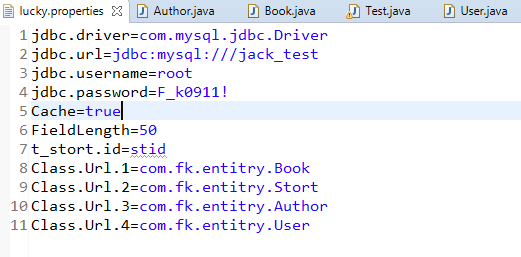 lucky.properties Author.java Book.java Test.java User.java
1 jdbc.driver=com.mysql.jdbc.Driver
2 jdbc.url=jdbc:mysql:///jack_test
3 jdbc.username=root
4 jdbc.password=F_k0911!
5 Cache=true
6 FieldLength=50
7 t_stort.id=stid
8 Class.Url.1=com.fk.entitry.Book
9 Class.Url.2=com.fk.entitry.Stort
10 Class.Url.3=com.fk.entitry.Author
11 Class.Url.4=com.fk.entitry.User